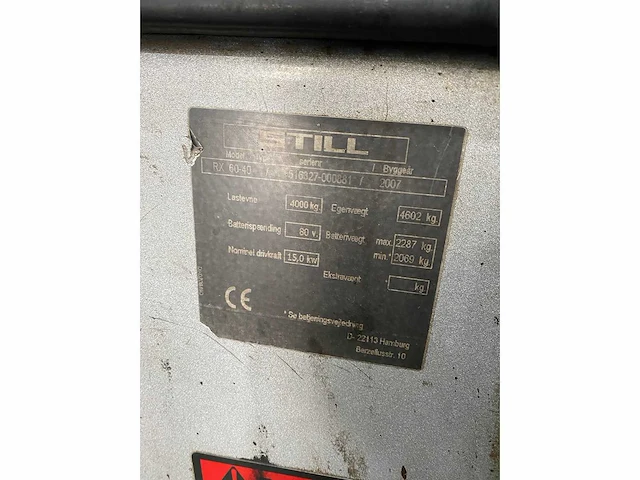 STILL
Model serienr Byggeår
RX 60-40 / 516327-000081 / 2007
Løfteevne 4000 kg Egenvægt 4602 kg
Batterispænding 80 v. Batterivægt max. 2287 kg.
min.* 2069 kg.
Nominel drivkraft 15,0 kw
Ekstravægt kg
CE
* Se betjeningsvejledning
D- 22113 Hamburg
Berzeliusstr. 10